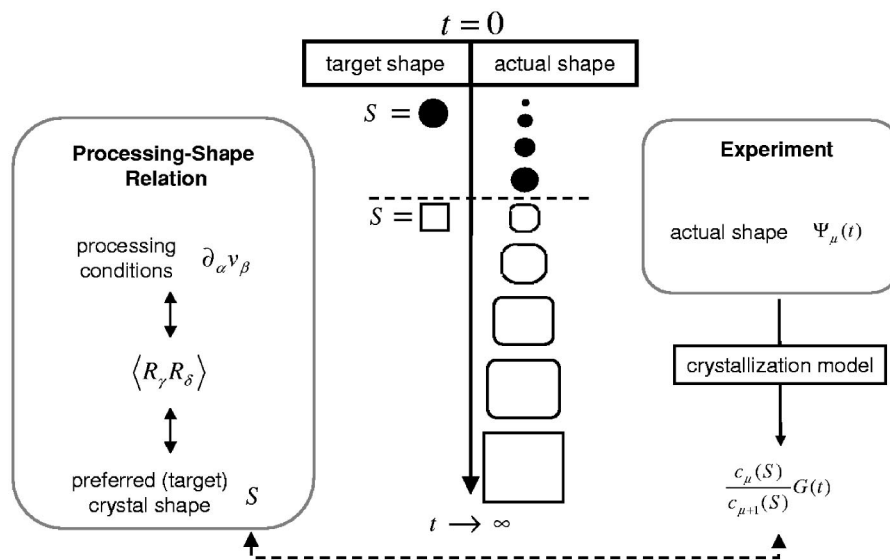 t = 0
target shape
actual shape
S =
S =
t → ∞
Processing-Shape
Relation
processing
conditions ∂_α v_β
⟨R_γ R_δ⟩
preferred (target)
crystal shape S
Experiment
actual shape Ψ_μ(t)
crystallization model
c_μ(S)
c_{μ+1}(S)
G(t)